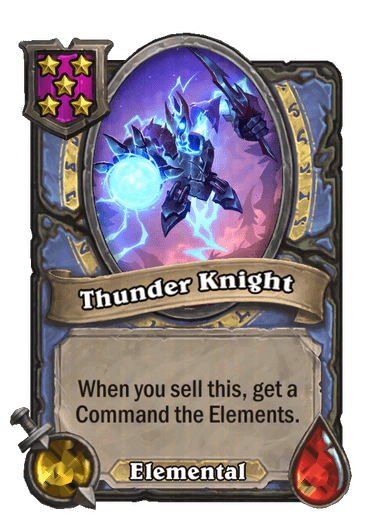 Thunder Knight
When you sell this, get a
Command the Elements.
Elemental